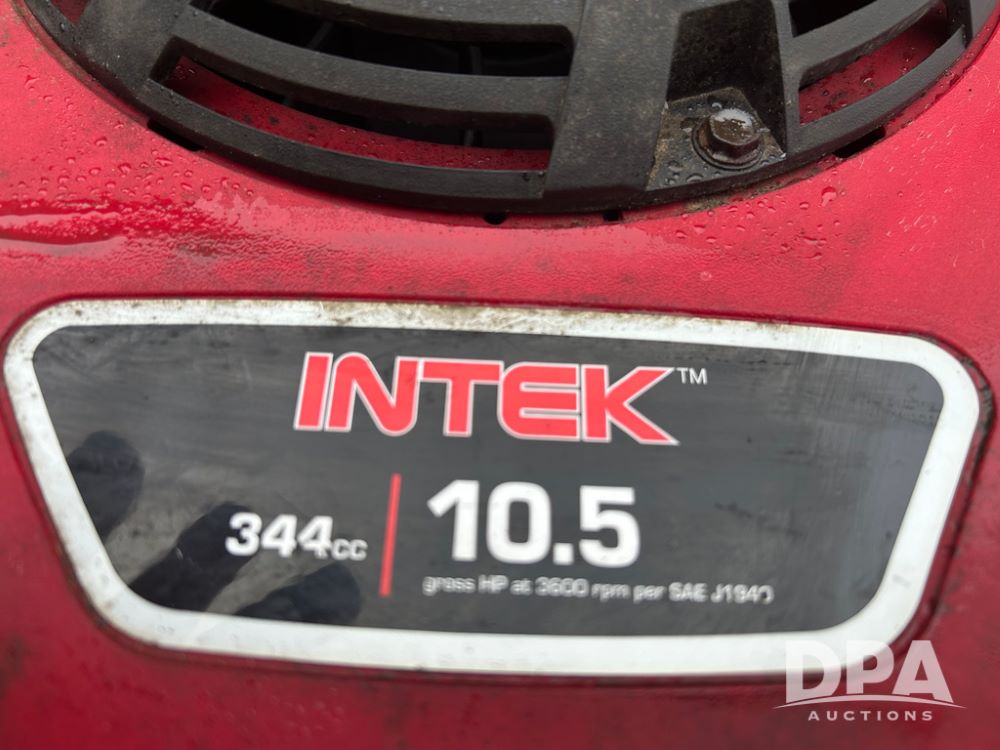 INTEK™
344cc
10.5
gross HP at 3600 rpm per SAE J1940
DPA
AUCTIONS